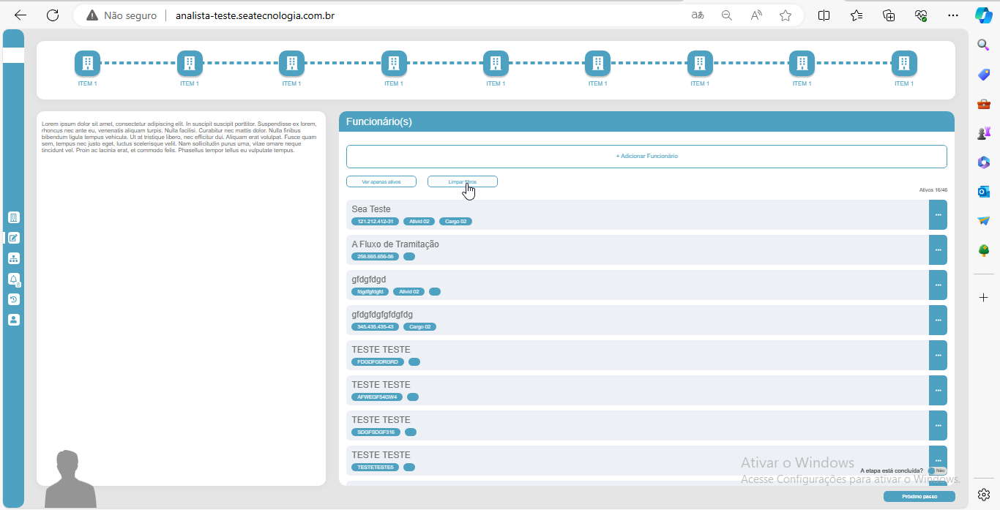 Não seguro
analista-teste.seatecnologia.com.br
aあ
ITEM 1
ITEM 1
ITEM 1
ITEM 1
ITEM 1
ITEM 1
ITEM 1
ITEM 1
ITEM 1
Lorem ipsum dolor sit amet, consectetur adipiscing elit. In suscipit suscipit porttitor. Suspendisse ex lorem,
rhoncus nec ante eu, venenatis aliquam turpis. Nulla facilisi. Curabitur nec mattis dolor. Nulla finibus
bibendum ligula tempus vehicula. Ut at tristique libero, nec efficitur dui. Aliquam erat volutpat. Fusce quam
sem, tempus nec justo eget, luctus scelerisque velit. Nam sollicitudin purus urna, vitae ornare neque
tincidunt vel. Proin ac lacinia erat, et commodo felis. Phasellus tempor tellus eu vulputate tempus.
Funcionário(s)
+ Adicionar Funcionário
Ver apenas ativos
Limpar filtros
Ativos 16/46
Sea Teste
121.212.412-31 Ativid 02 Cargo 02
A Fluxo de Tramitação
256.665.656-56
gfdgfdgd
fdgdfgfdgfd Ativid 02
gfdgfdgfgfdgfdg
345.435.435-43 Cargo 02
TESTE TESTE
FDGDFGDRGRD
TESTE TESTE
AFWEGF54GW4
TESTE TESTE
SDGFSDGF316
TESTE TESTE
TESTETESTE5
A etapa está concluída? Não
Ativar o Windows
Acesse Configurações para ativar o Windows.
Próximo passo